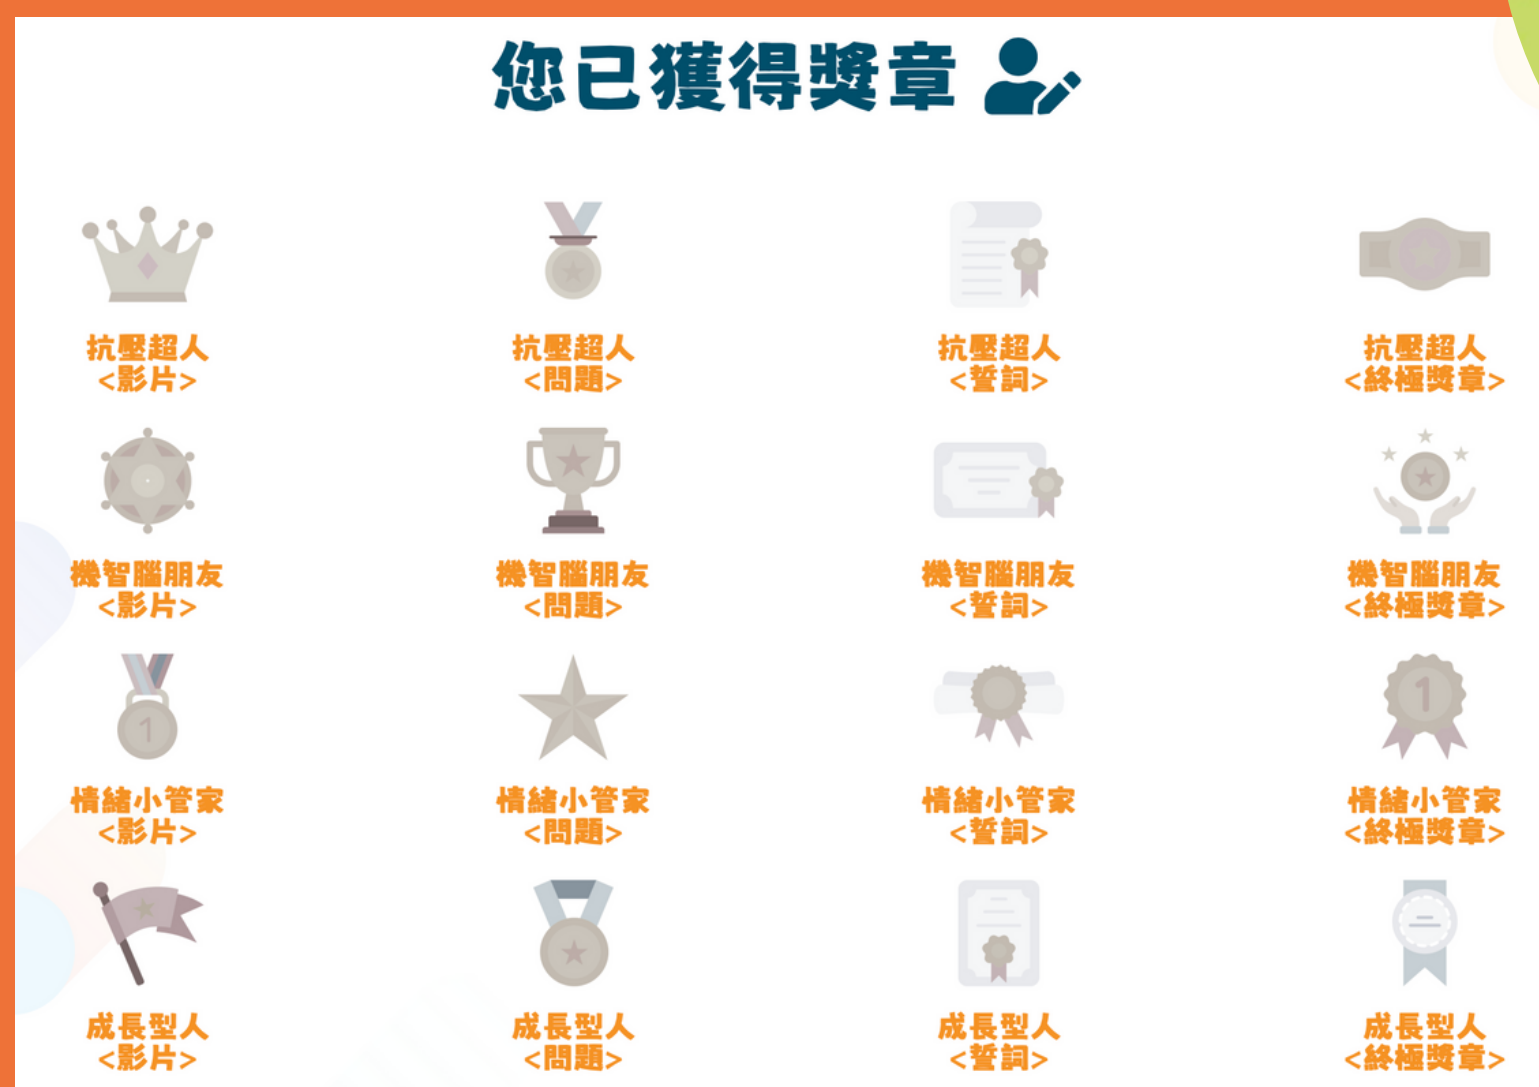 您已獲得獎章
抗壓超人
<影片>
抗壓超人
<問題>
抗壓超人
<誓詞>
抗壓超人
<終極獎章>
機智腦朋友
<影片>
機智腦朋友
<問題>
機智腦朋友
<誓詞>
機智腦朋友
<終極獎章>
1
情緒小管家
<影片>
情緒小管家
<問題>
情緒小管家
<誓詞>
1
情緒小管家
<終極獎章>
成長型人
<影片>
成長型人
<問題>
成長型人
<誓詞>
成長型人
<終極獎章>